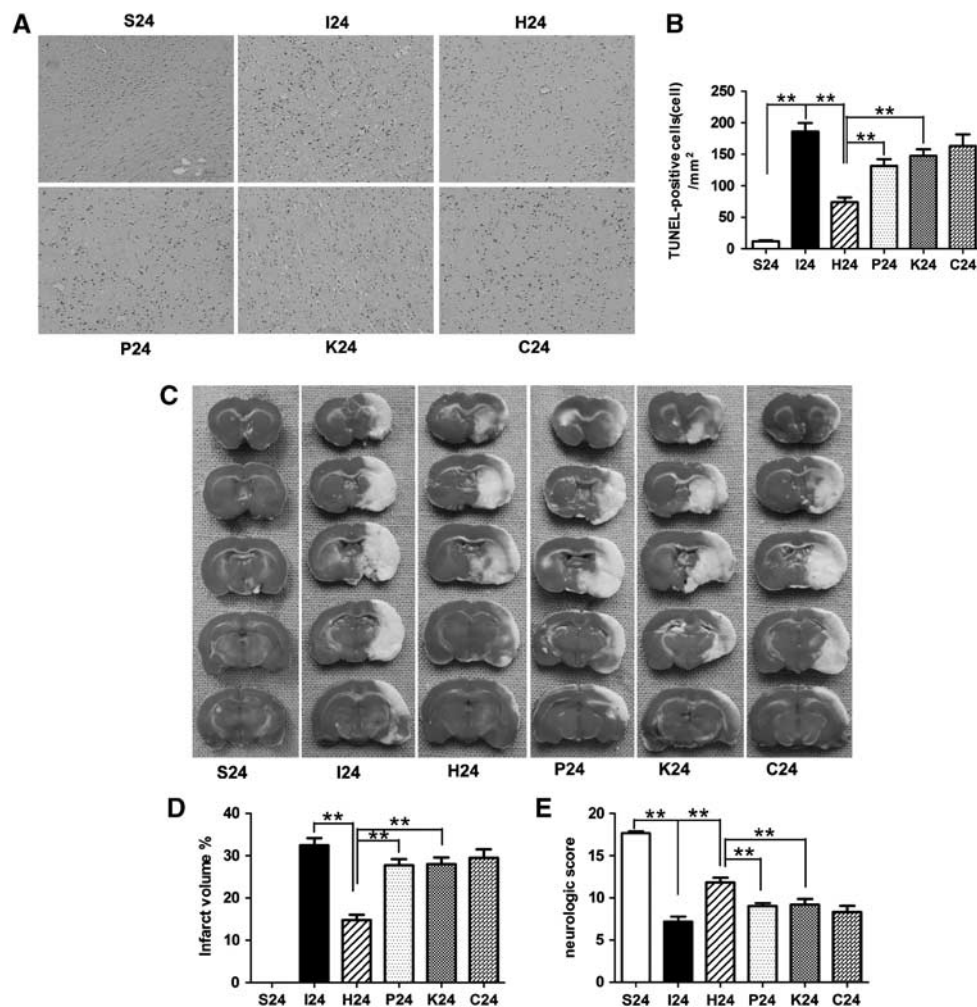 A
S24 I24 H24
P24 K24 C24
B
TUNEL-positive cells(cell)
/mm²
250
200
150
100
50
0
** **
**
**
S24 I24 H24 P24 K24 C24
C
S24 I24 H24 P24 K24 C24
D
Infarct volume %
40
30
20
10
0
**
**
**
S24 I24 H24 P24 K24 C24
E
neurologic score
20
15
10
5
0
** **
**
**
S24 I24 H24 P24 K24 C24